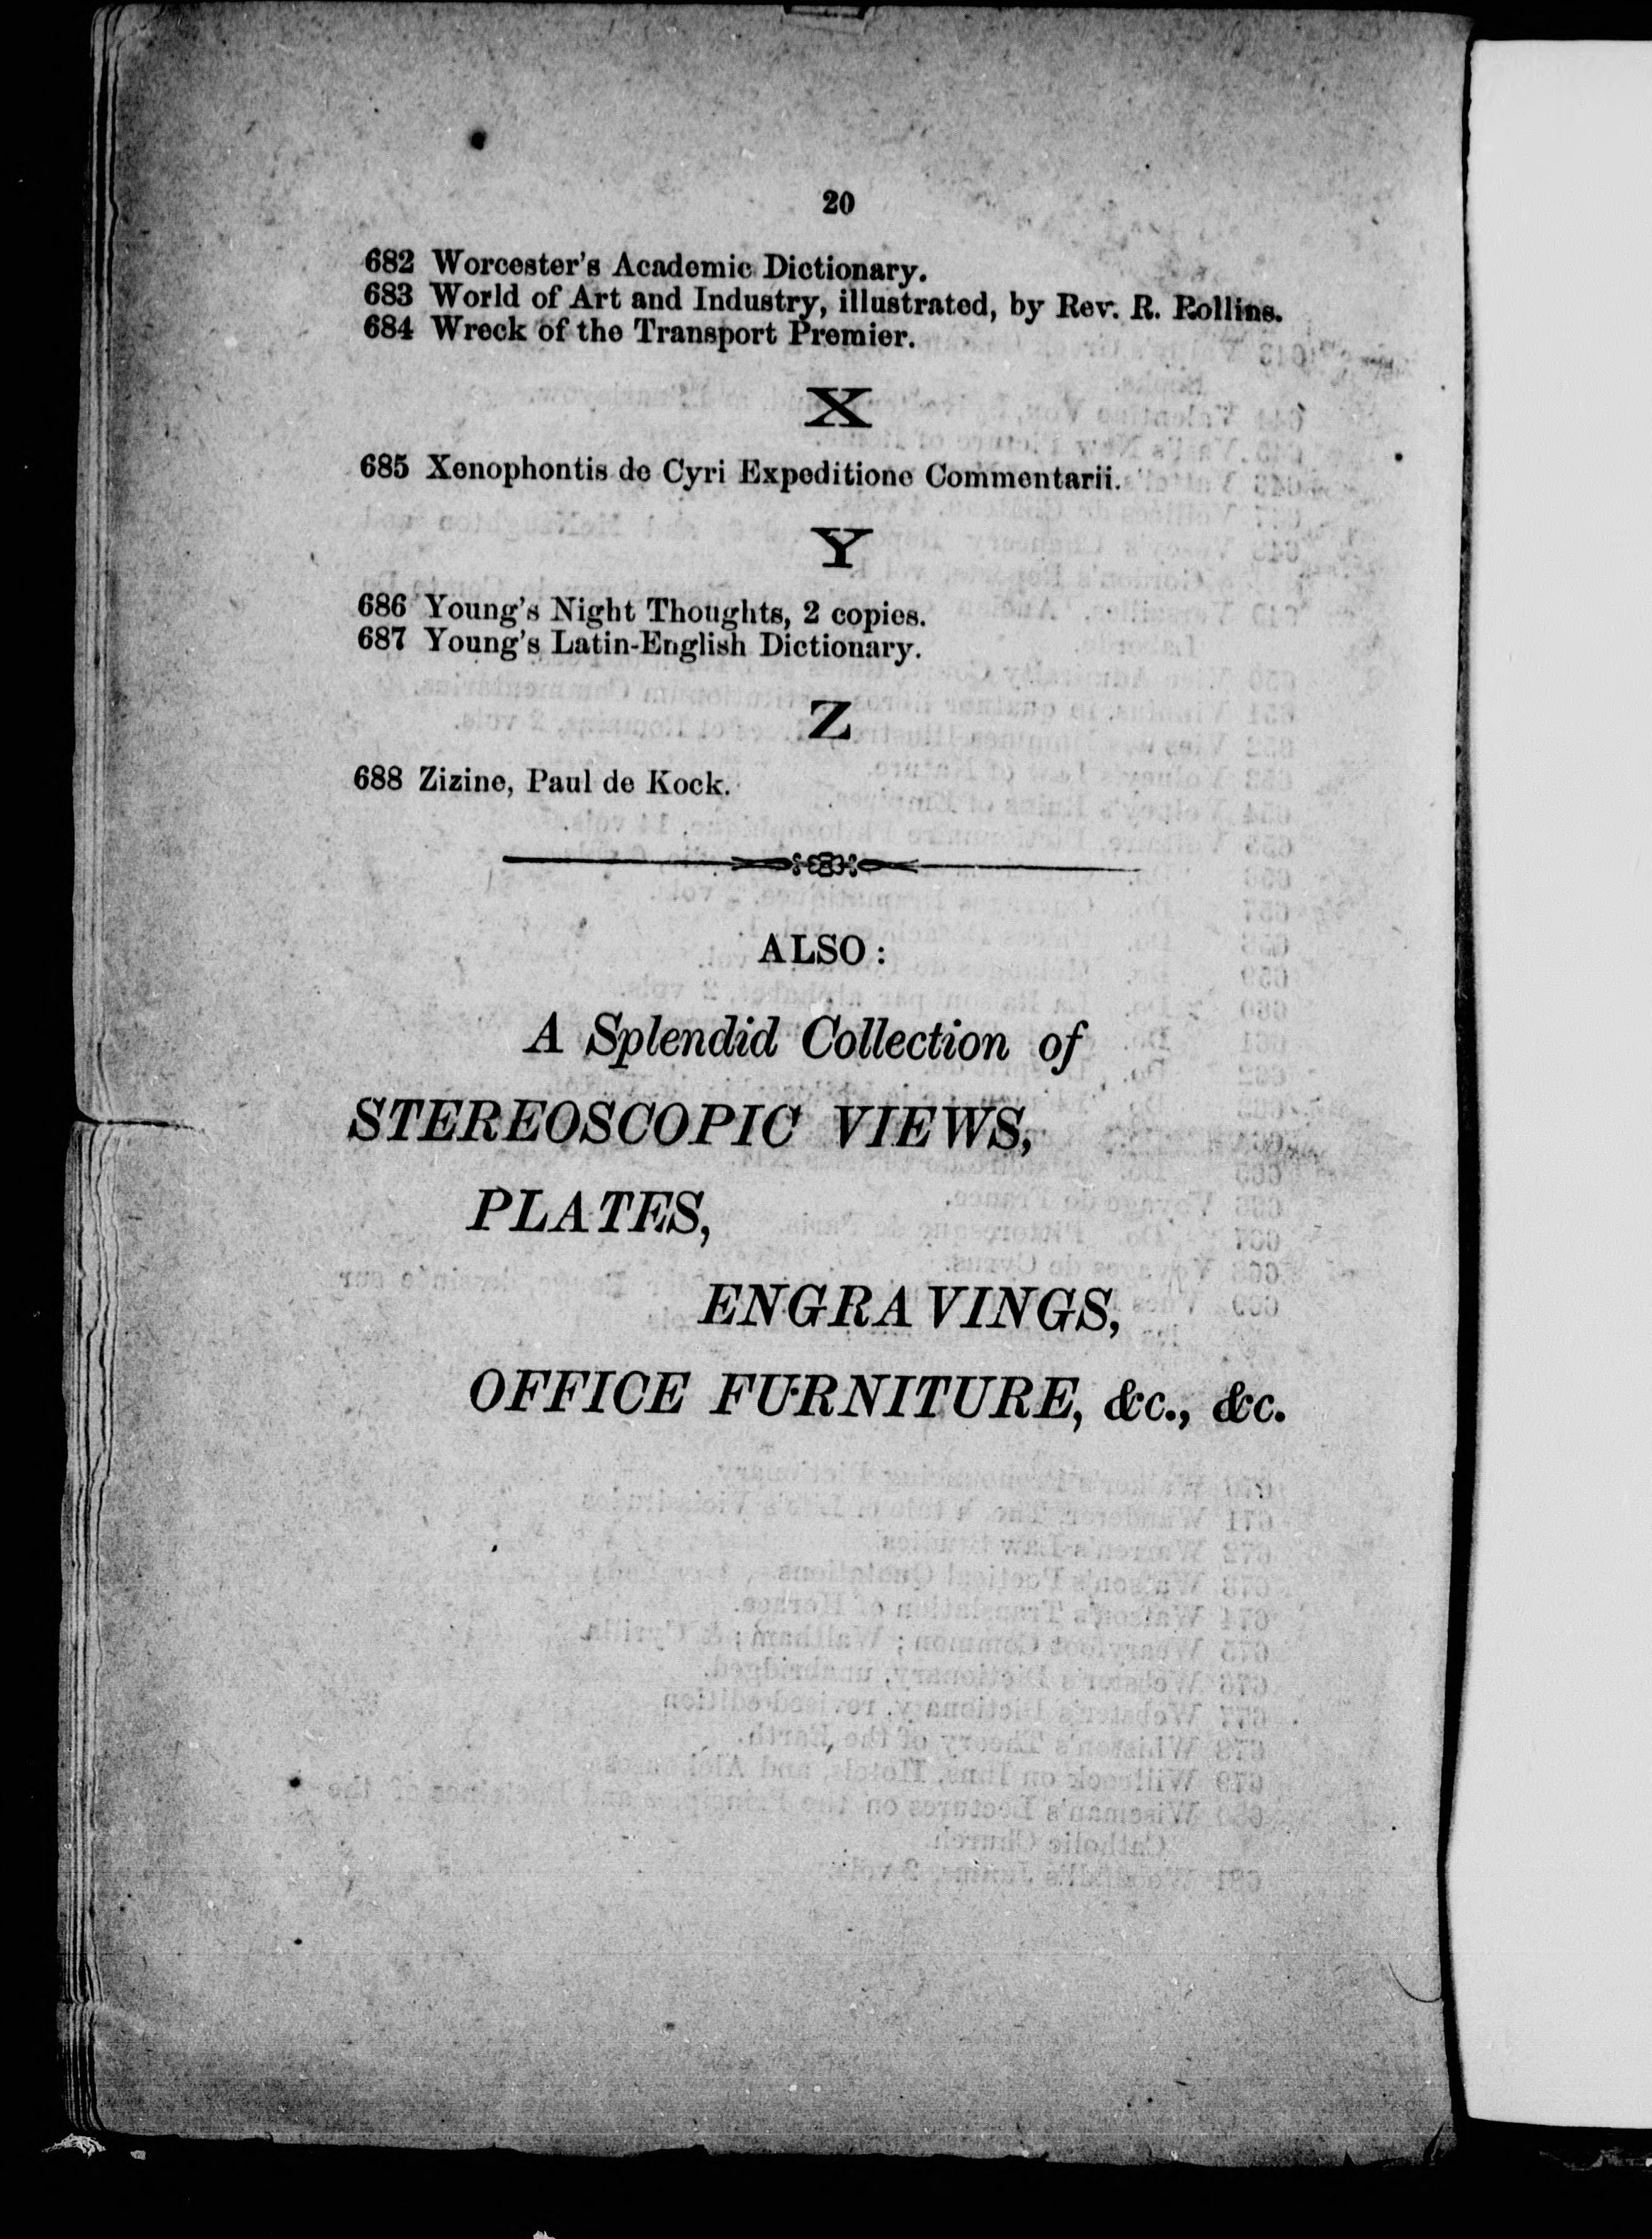 20
682 Worcester's Academic Dictionary.
683 World of Art and Industry, illustrated, by Rev. R. Rollins.
684 Wreck of the Transport Premier.
X
685 Xenophontis de Cyri Expeditione Commentarii.
Y
686 Young's Night Thoughts, 2 copies.
687 Young's Latin-English Dictionary.
Z
688 Zizine, Paul de Kock.
ALSO:
A Splendid Collection of
STEREOSCOPIC VIEWS,
PLATES,
ENGRAVINGS,
OFFICE FURNITURE, &c., &c.